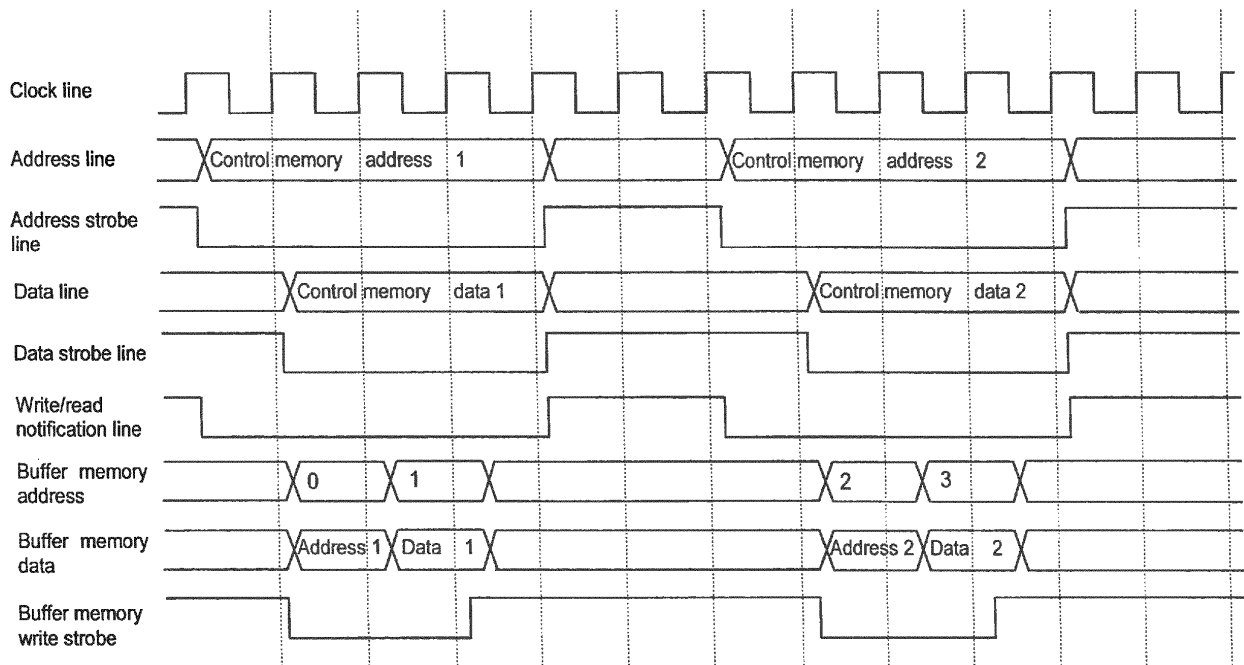 Clock line
Address line
Control memory address 1
Control memory address 2
Address strobe
line
Data line
Control memory data 1
Control memory data 2
Data strobe line
Write/read
notification line
Buffer memory
address
0
1
2
3
Buffer memory
data
Address 1
Data 1
Address 2
Data 2
Buffer memory
write strobe